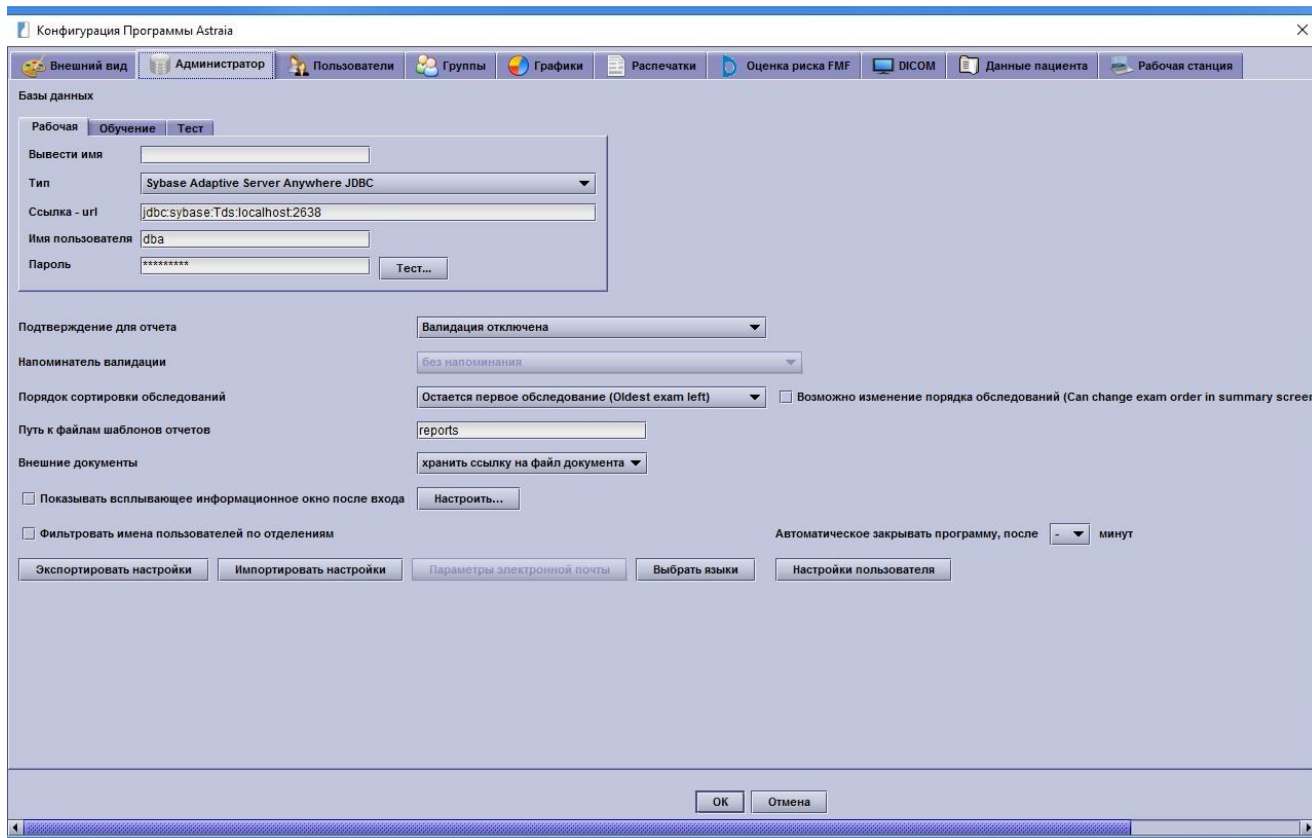 Конфигурация Программы Astraia
Внешний вид Администратор Пользователи Группы Графики Распечатки Оценка риска FMF DICOM Данные пациента Рабочая станция
Базы данных
Рабочая Обучение Тест
Вывести имя
Тип Sybase Adaptive Server Anywhere JDBC
Ссылка - url jdbc:sybase:Tds:localhost:2638
Имя пользователя dba
Пароль ********* Тест...
Подтверждение для отчета Валидация отключена
Напоминатель валидации без напоминания
Порядок сортировки обследований Остается первое обследование (Oldest exam left) Возможно изменение порядка обследований (Can change exam order in summary screen
Путь к файлам шаблонов отчетов reports
Внешние документы хранить ссылку на файл документа
Показывать всплывающее информационное окно после входа Настроить...
Фильтровать имена пользователей по отделениям Автоматическое закрывать программу, после - минут
Экспортировать настройки Импортировать настройки Параметры электронной почты Выбрать языки Настройки пользователя
OK Отмена